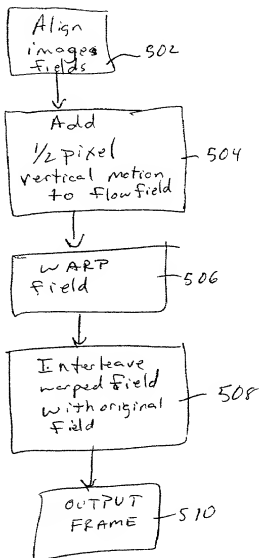 Align
images
fields
502
Add
1/2 pixel
vertical motion
to flowfield
504
WARP
field
506
Interleave
warped field
with original
field
508
OUTPUT
FRAME
510